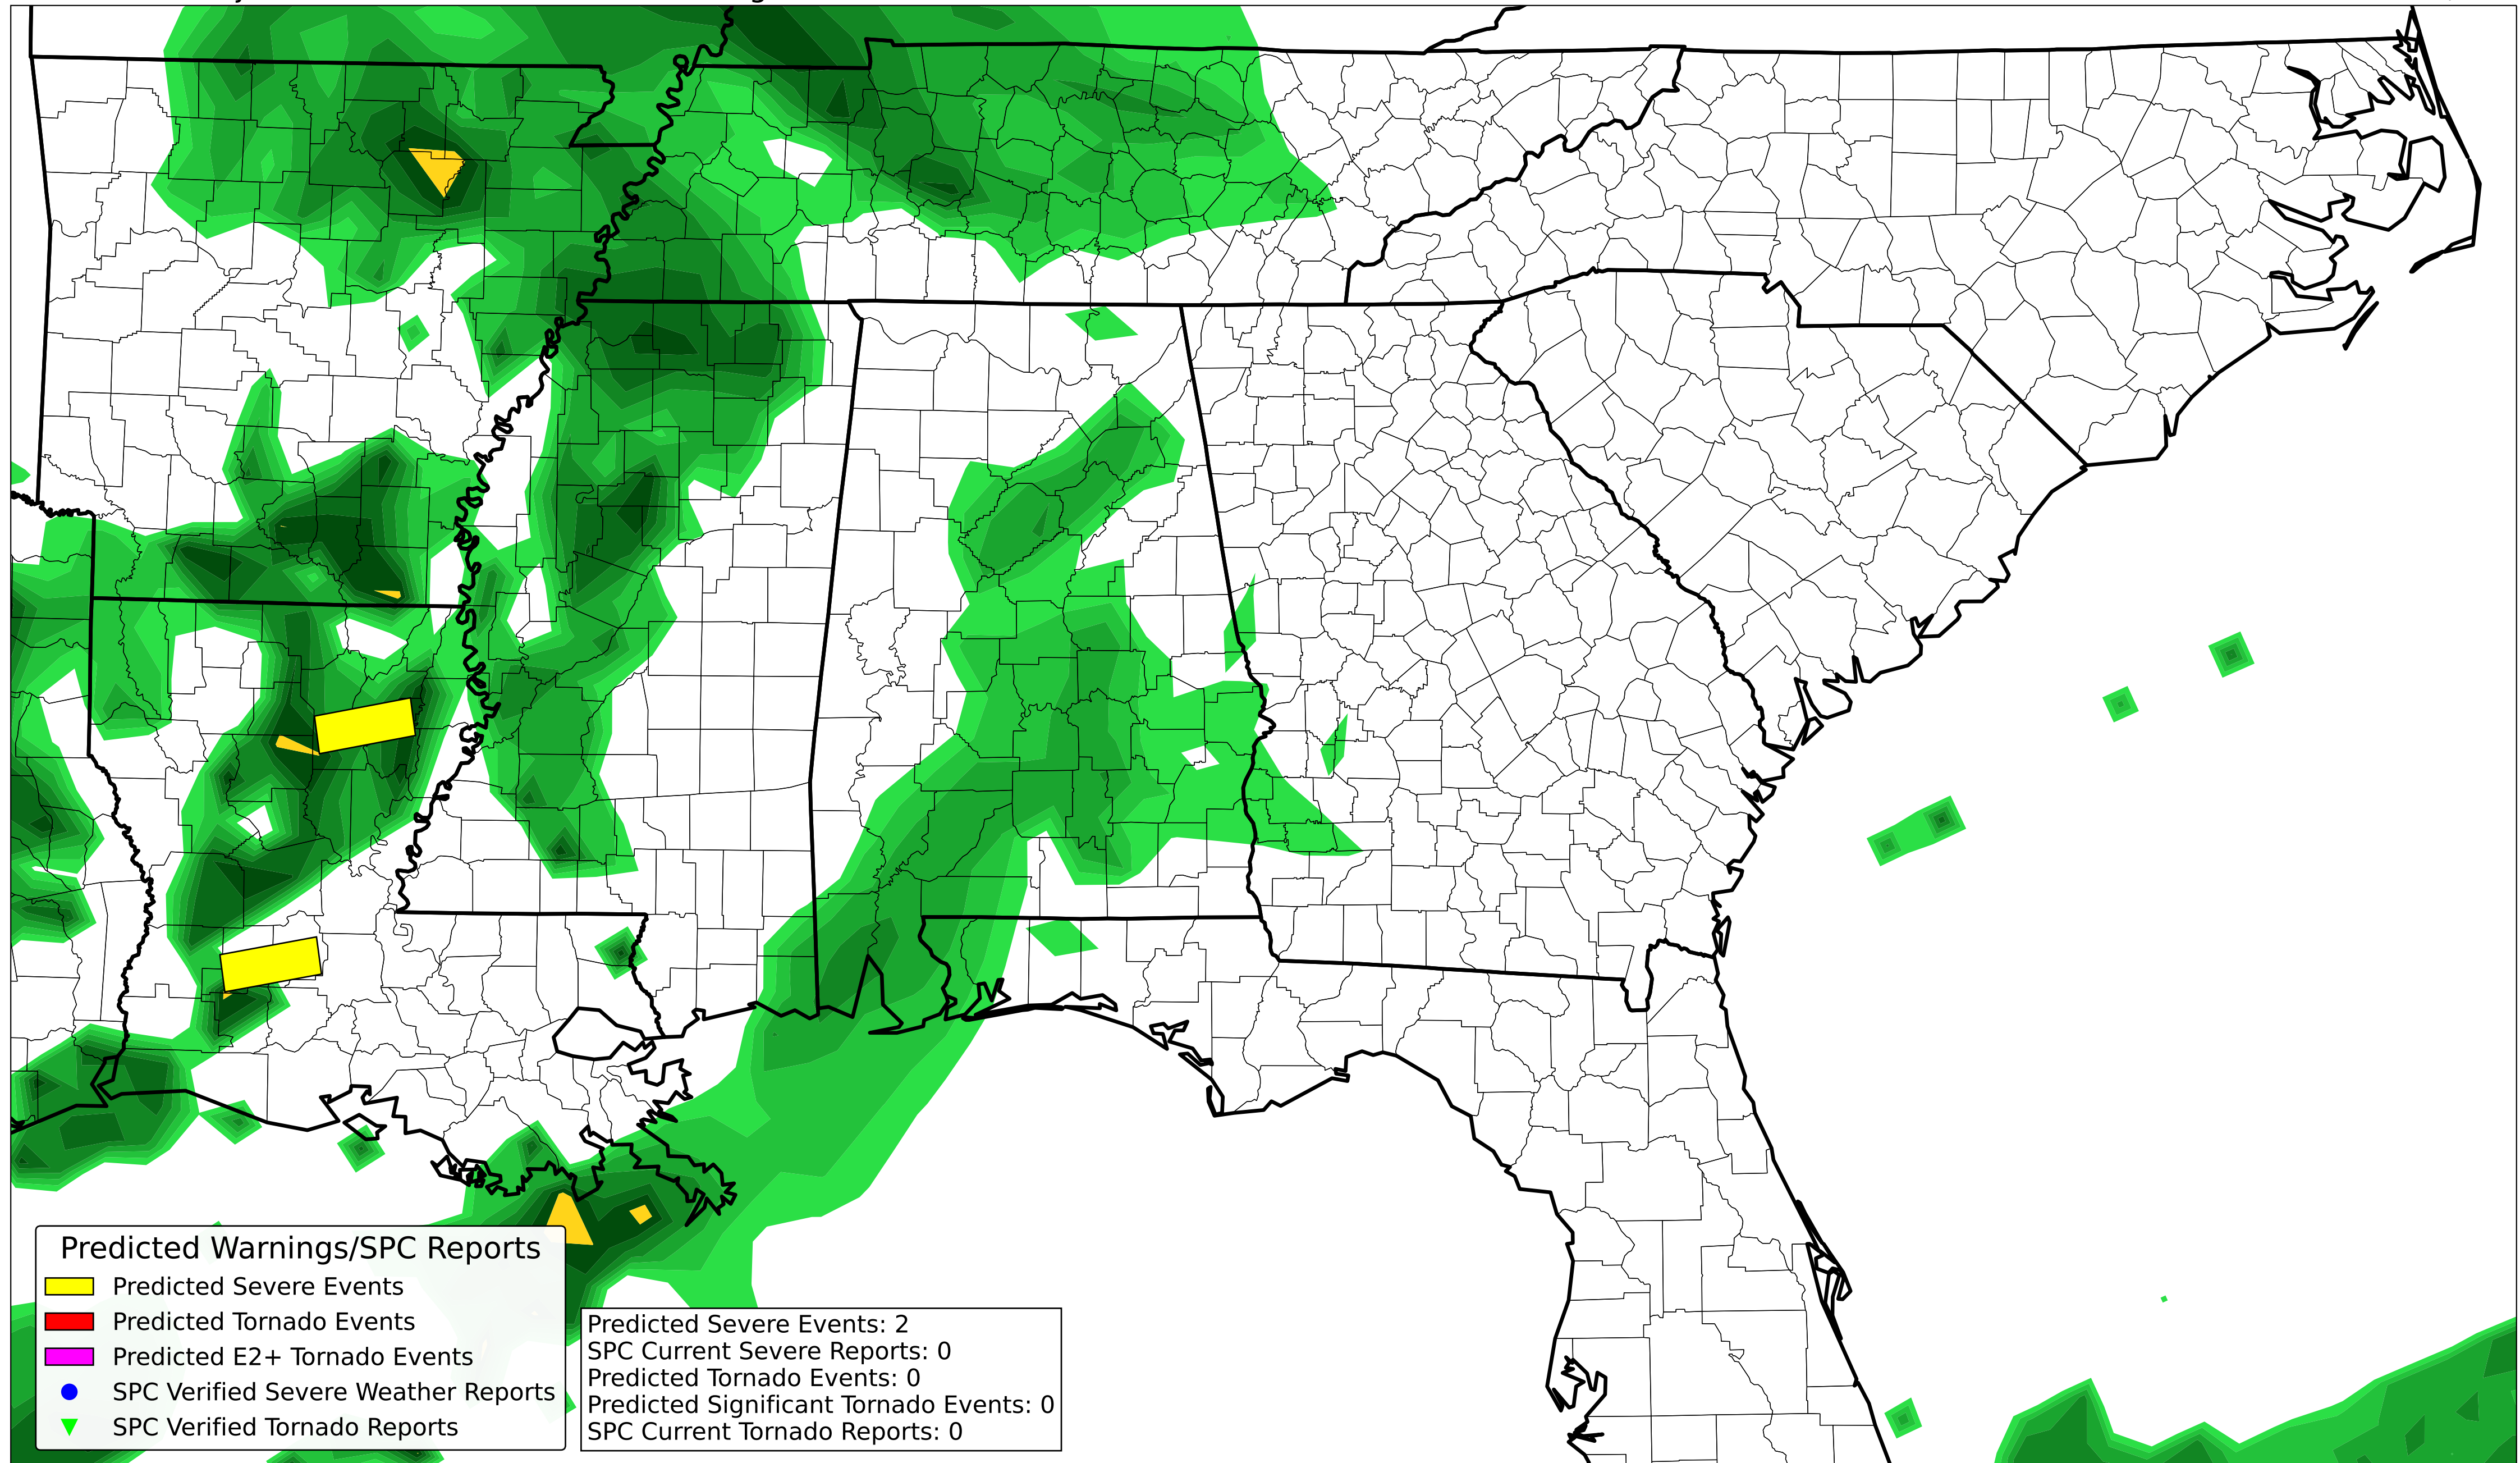 Predicted Warnings/SPC Reports
Predicted Severe Events
Predicted Tornado Events
Predicted E2+ Tornado Events
SPC Verified Severe Weather Reports
SPC Verified Tornado Reports
Predicted Severe Events: 2
SPC Current Severe Reports: 0
Predicted Tornado Events: 0
Predicted Significant Tornado Events: 0
SPC Current Tornado Reports: 0